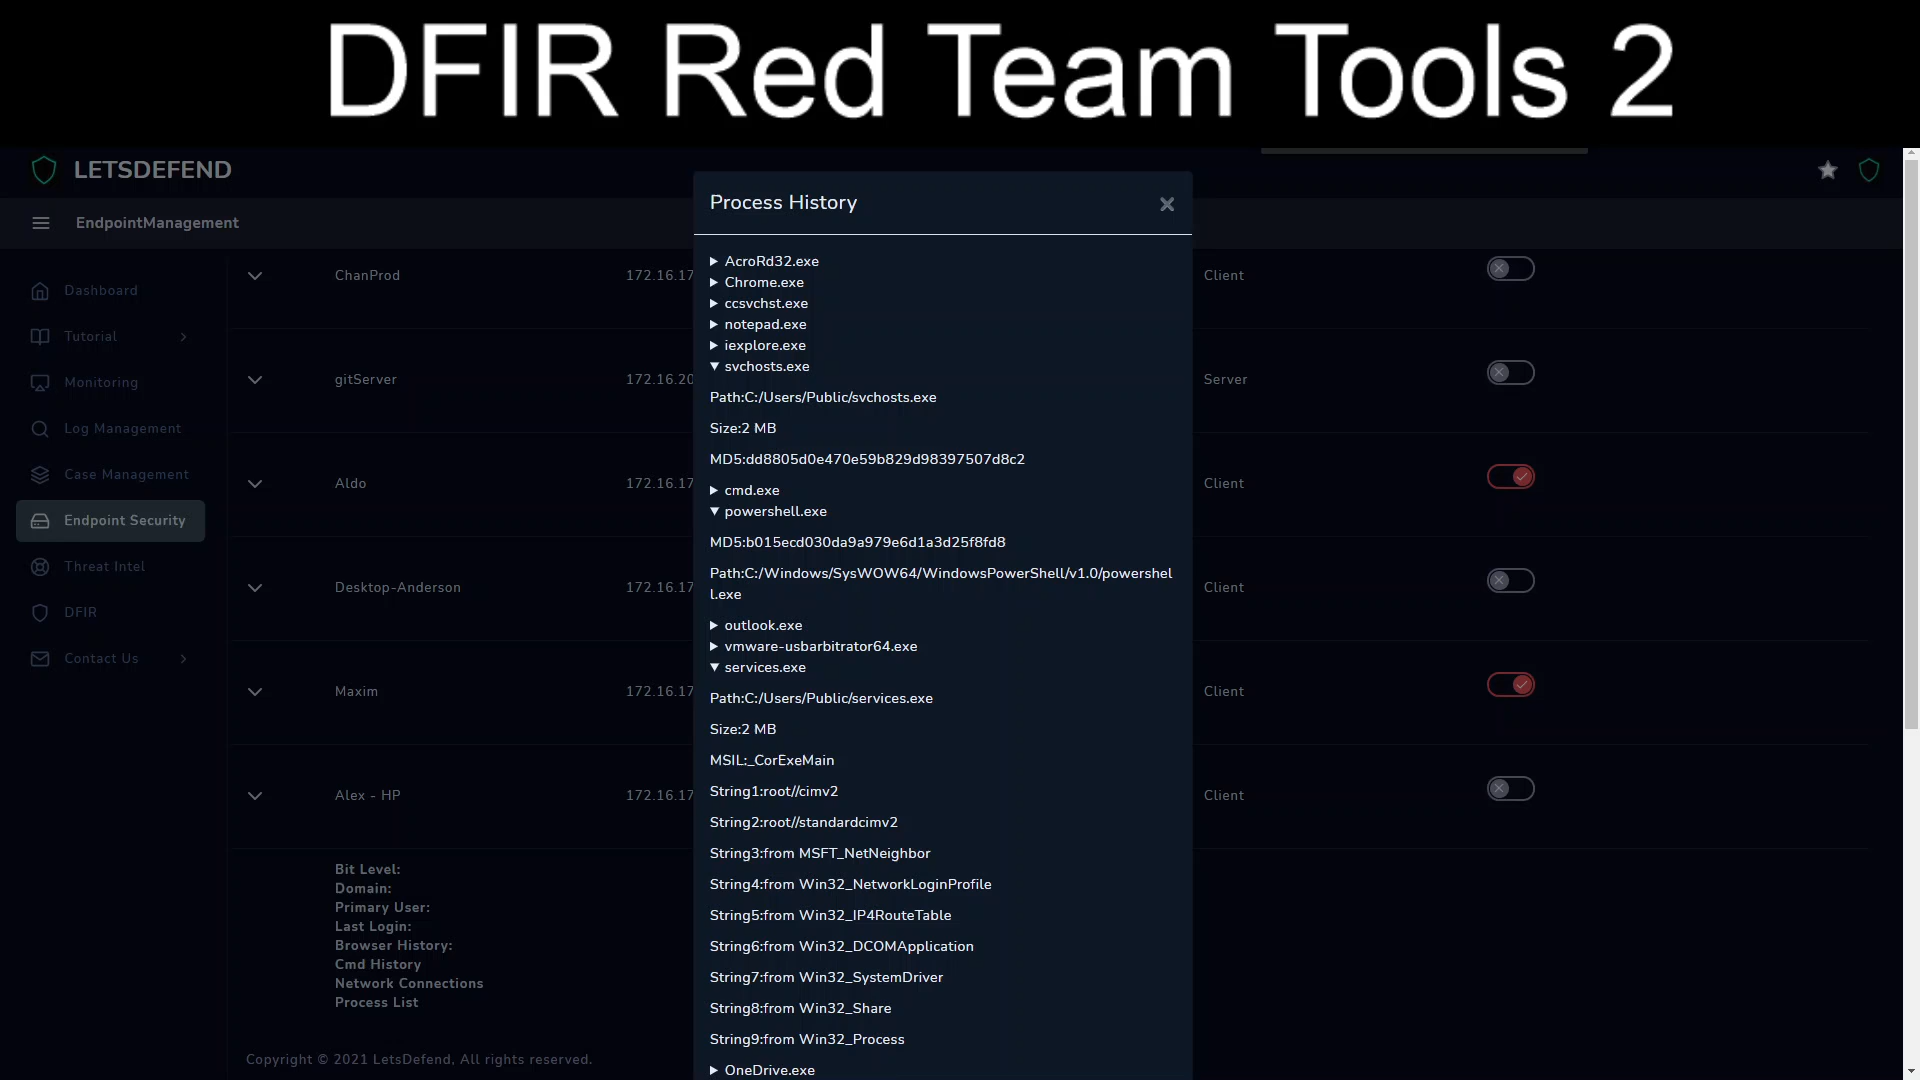 DFIR Red Team Tools 2
LETSDEFEND
EndpointManagement
Dashboard
Tutorial
Monitoring
Log Management
Case Management
Endpoint Security
Threat Intel
DFIR
Contact Us
ChanProd 172.16.17 Client
gitServer 172.16.20 Server
Aldo 172.16.17 Client
Desktop-Anderson 172.16.17 Client
Maxim 172.16.17 Client
Alex - HP 172.16.17 Client
Bit Level:
Domain:
Primary User:
Last Login:
Browser History:
Cmd History
Network Connections
Process List
Copyright © 2021 LetsDefend, All rights reserved.
Process History
AcroRd32.exe
Chrome.exe
ccsvchst.exe
notepad.exe
iexplore.exe
svchosts.exe
Path:C:/Users/Public/svchosts.exe
Size:2 MB
MD5:dd8805d0e470e59b829d98397507d8c2
cmd.exe
powershell.exe
MD5:b015ecd030da9a979e6d1a3d25f8fd8
Path:C:/Windows/SysWOW64/WindowsPowerShell/v1.0/powershel
l.exe
outlook.exe
vmware-usbarbitrator64.exe
services.exe
Path:C:/Users/Public/services.exe
Size:2 MB
MSIL:_CorExeMain
String1:root//cimv2
String2:root//standardcimv2
String3:from MSFT_NetNeighbor
String4:from Win32_NetworkLoginProfile
String5:from Win32_IP4RouteTable
String6:from Win32_DCOMApplication
String7:from Win32_SystemDriver
String8:from Win32_Share
String9:from Win32_Process
OneDrive.exe